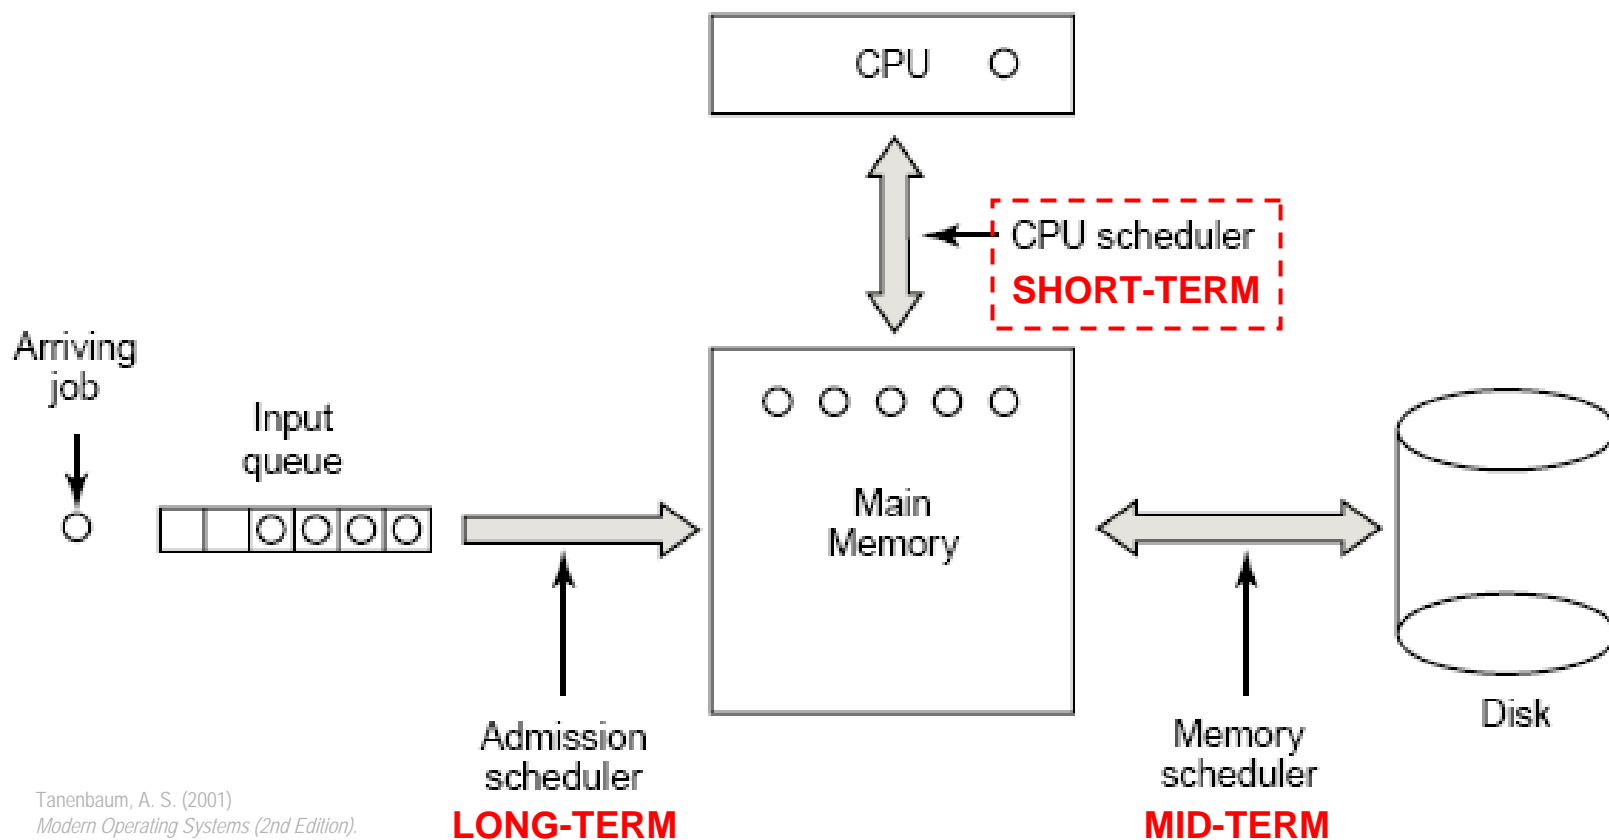 CPU
CPU scheduler
SHORT-TERM
Arriving
job
Input
queue
Main
Memory
Disk
Admission
scheduler
LONG-TERM
Memory
scheduler
MID-TERM
Tanenbaum, A. S. (2001)
Modern Operating Systems (2nd Edition).